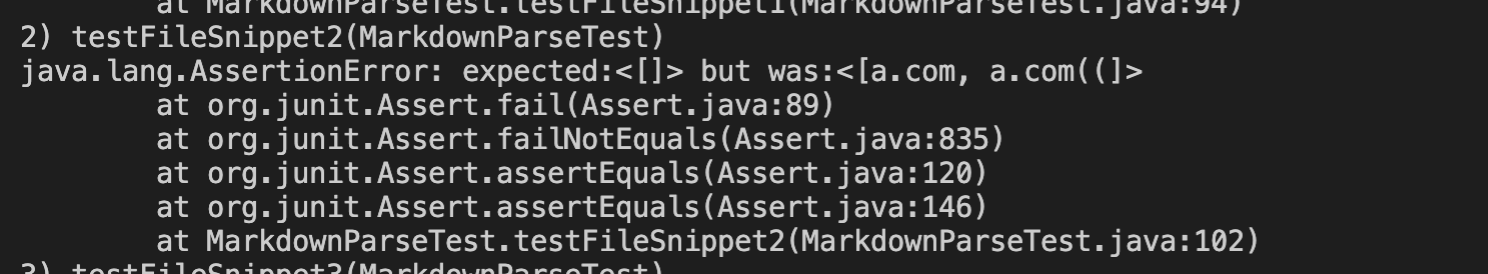 at MarkdownParseTest.testFileSnippet1(MarkdownParseTest.java:94)
2) testFileSnippet2(MarkdownParseTest)
java.lang.AssertionError: expected:<[]> but was:<[a.com, a.com((]>
at org.junit.Assert.fail(Assert.java:89)
at org.junit.Assert.failNotEquals(Assert.java:835)
at org.junit.Assert.assertEquals(Assert.java:120)
at org.junit.Assert.assertEquals(Assert.java:146)
at MarkdownParseTest.testFileSnippet2(MarkdownParseTest.java:102)
3) testFileSnippet3(MarkdownParseTest)